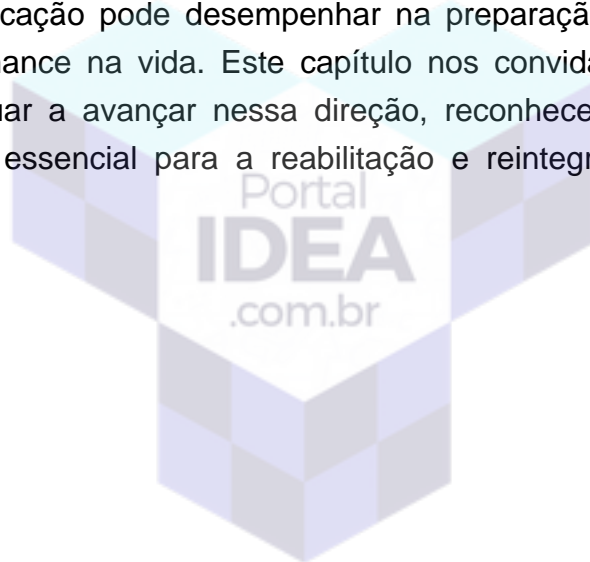 cação pode desempenhar na preparaçã
nance na vida. Este capítulo nos convida
uar a avançar nessa direção, reconhece
essencial para a reabilitação e reintegr
Portal
IDEA
.com.br